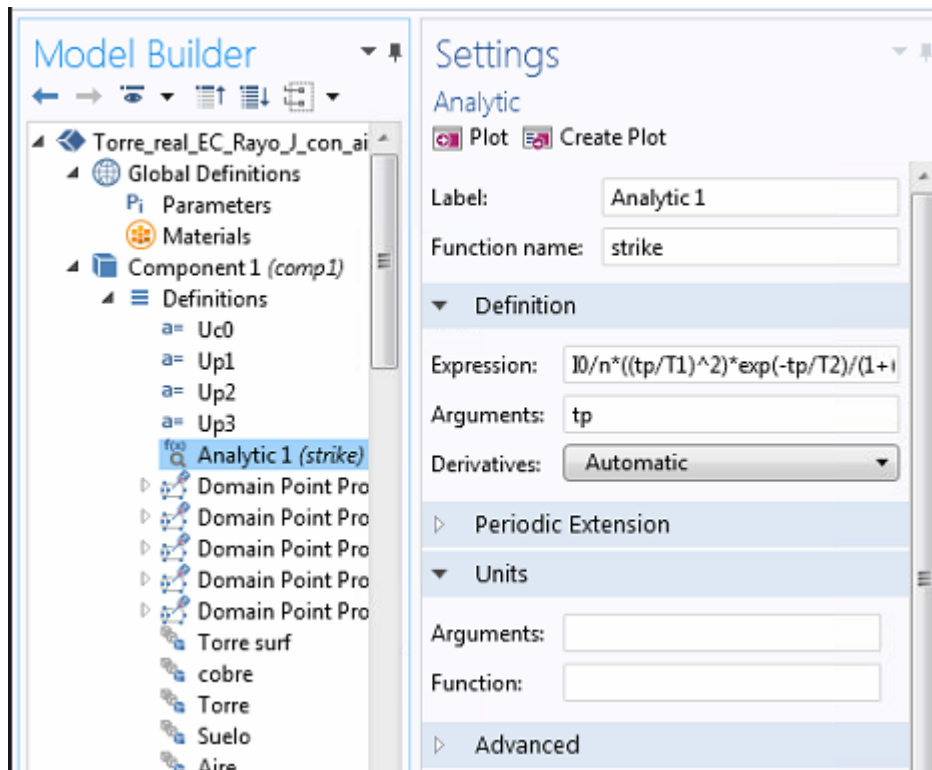 Model Builder
Torre_real_EC_Rayo_J_con_ai
Global Definitions
Pi Parameters
Materials
Component 1 (comp1)
Definitions
a= Uc0
a= Up1
a= Up2
a= Up3
f(x) Analytic 1 (strike)
Domain Point Pro
Domain Point Pro
Domain Point Pro
Domain Point Pro
Domain Point Pro
Torre surf
cobre
Torre
Suelo
Aire
Settings
Analytic
Plot Create Plot
Label: Analytic 1
Function name: strike
Definition
Expression: I0/n*((tp/T1)^2)*exp(-tp/T2)/(1+(
Arguments: tp
Derivatives: Automatic
Periodic Extension
Units
Arguments:
Function:
Advanced